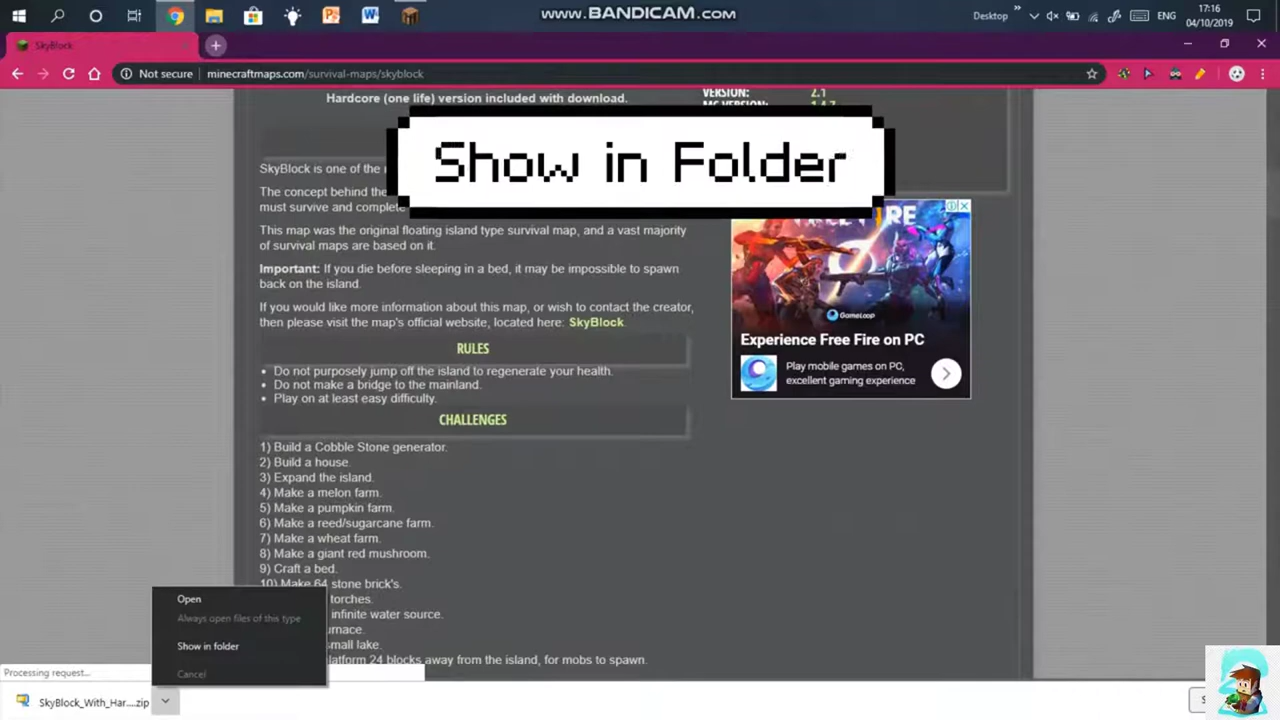 www.BANDICAM.com
Desktop
ENG
17:16
04/10/2019
SkyBlock
Not secure
minecraftmaps.com/survival-maps/skyblock
Hardcore (one life) version included with download.
VERSION: 2.1
MC VERSION: 1.4.7
Show in Folder
SkyBlock is one of the
The concept behind the
must survive and complete
This map was the original floating island type survival map, and a vast majority
of survival maps are based on it.
Important: If you die before sleeping in a bed, it may be impossible to spawn
back on the island.
If you would like more information about this map, or wish to contact the creator,
then please visit the map's official website, located here: SkyBlock.
RULES
• Do not purposely jump off the island to regenerate your health.
• Do not make a bridge to the mainland.
• Play on at least easy difficulty.
CHALLENGES
1) Build a Cobble Stone generator.
2) Build a house.
3) Expand the island.
4) Make a melon farm.
5) Make a pumpkin farm.
6) Make a reed/sugarcane farm.
7) Make a wheat farm.
8) Make a giant red mushroom.
9) Craft a bed.
10) Make 64 stone brick's.
torches.
infinite water source.
urnace.
small lake.
latform 24 blocks away from the island, for mobs to spawn.
FIRE
GameLoop
Experience Free Fire on PC
Play mobile games on PC,
excellent gaming experience
Open
Always open files of this type
Show in folder
Cancel
Processing request...
SkyBlock_With_Har....zip